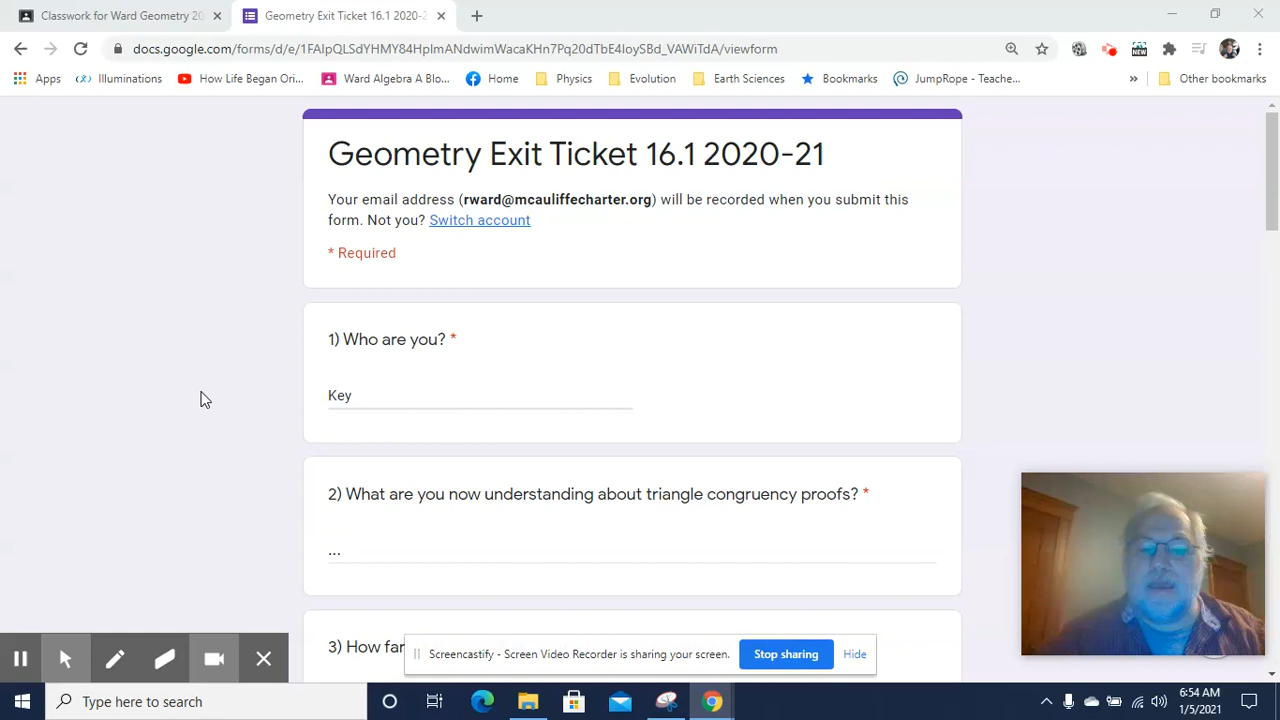 Classwork for Ward Geometry 20
Geometry Exit Ticket 16.1 2020-2
docs.google.com/forms/d/e/1FAIpQLSdYHMY84HpImANdwmWacaKHn7Pq20dTbE4IoySBd_VAWiTdA/viewform
Apps
Illuminations
How Life Began Ori...
Ward Algebra A Blo...
Home
Physics
Evolution
Earth Sciences
Bookmarks
JumpRope - Teache...
»
Other bookmarks
NEW
Geometry Exit Ticket 16.1 2020-21
Your email address (rward@mcauliffecharter.org) will be recorded when you submit this
form. Not you? Switch account
* Required
1) Who are you? *
Key
2) What are you now understanding about triangle congruency proofs? *
...
3) How far
Screencastify - Screen Video Recorder is sharing your screen.
Stop sharing
Hide
Type here to search
6:54 AM
1/5/2021